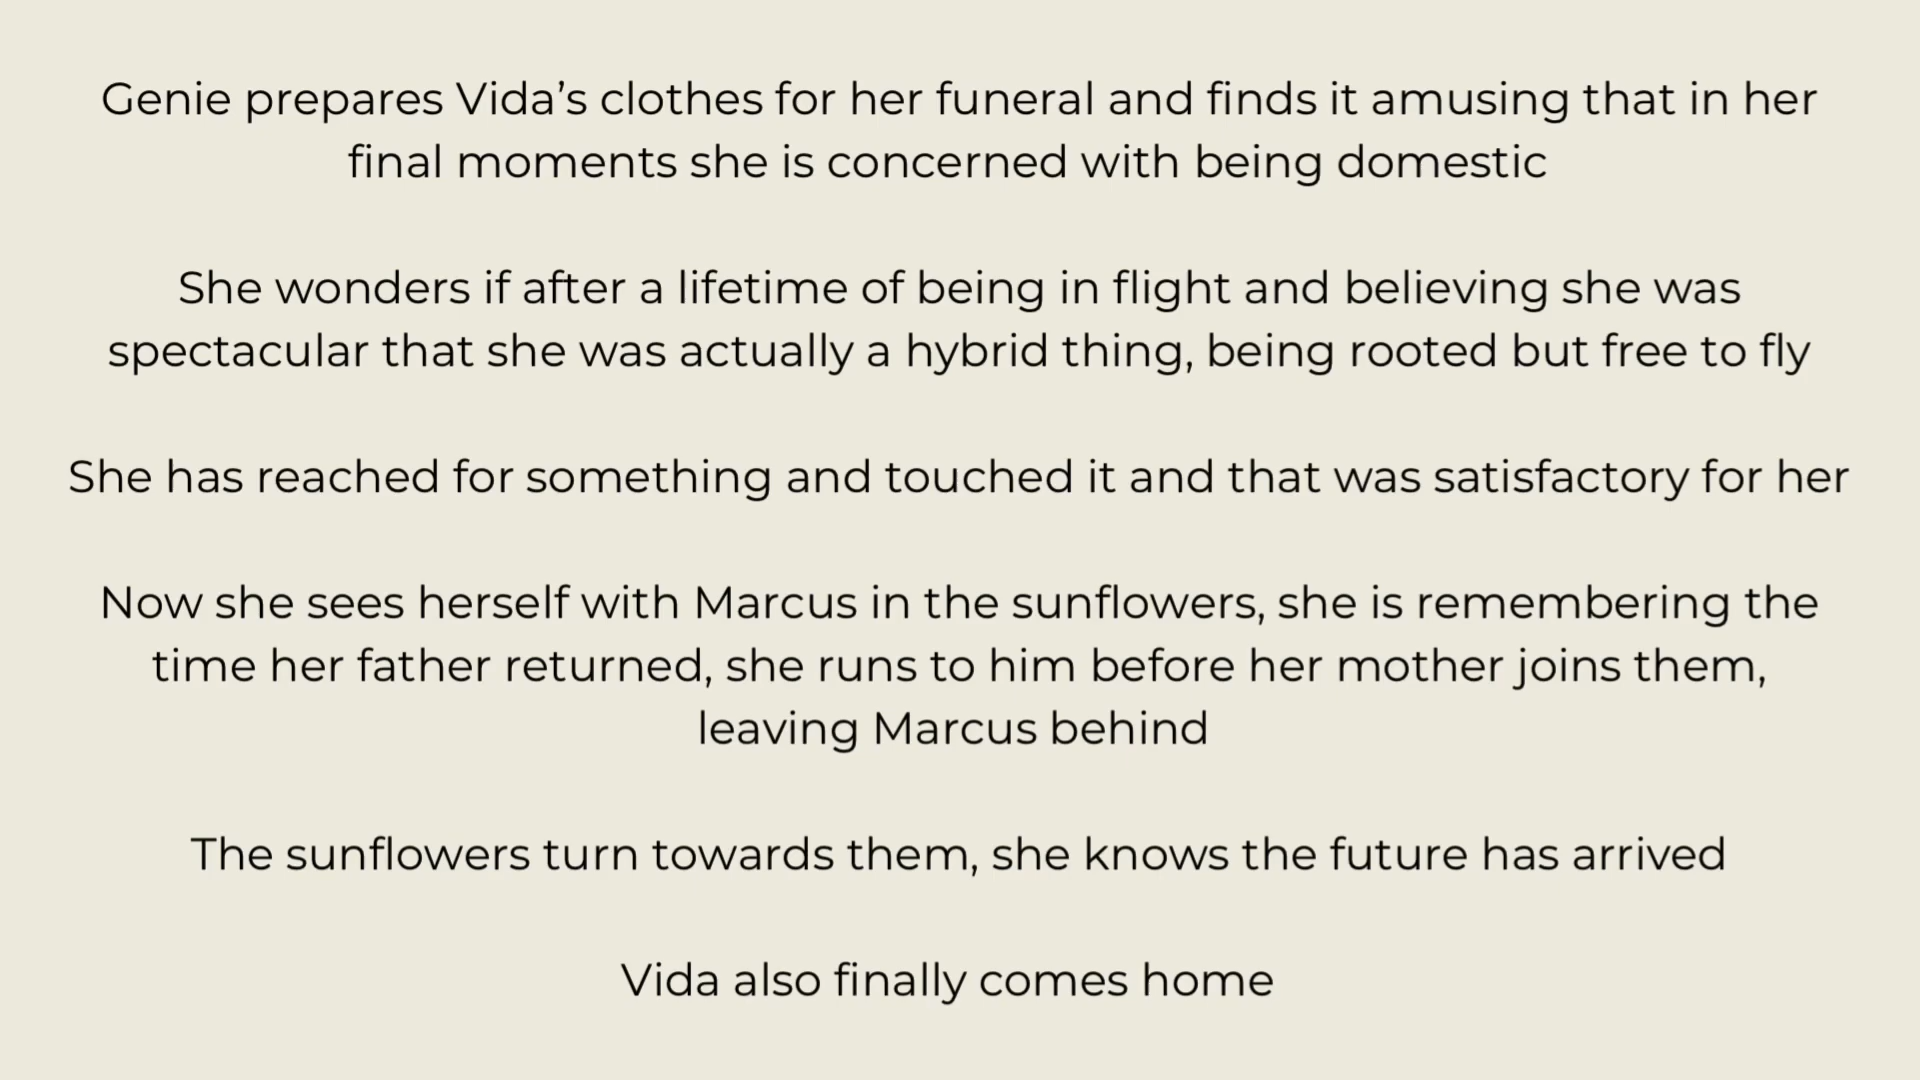 Genie prepares Vida’s clothes for her funeral and finds it amusing that in her
final moments she is concerned with being domestic
She wonders if after a lifetime of being in flight and believing she was
spectacular that she was actually a hybrid thing, being rooted but free to fly
She has reached for something and touched it and that was satisfactory for her
Now she sees herself with Marcus in the sunflowers, she is remembering the
time her father returned, she runs to him before her mother joins them,
leaving Marcus behind
The sunflowers turn towards them, she knows the future has arrived
Vida also finally comes home